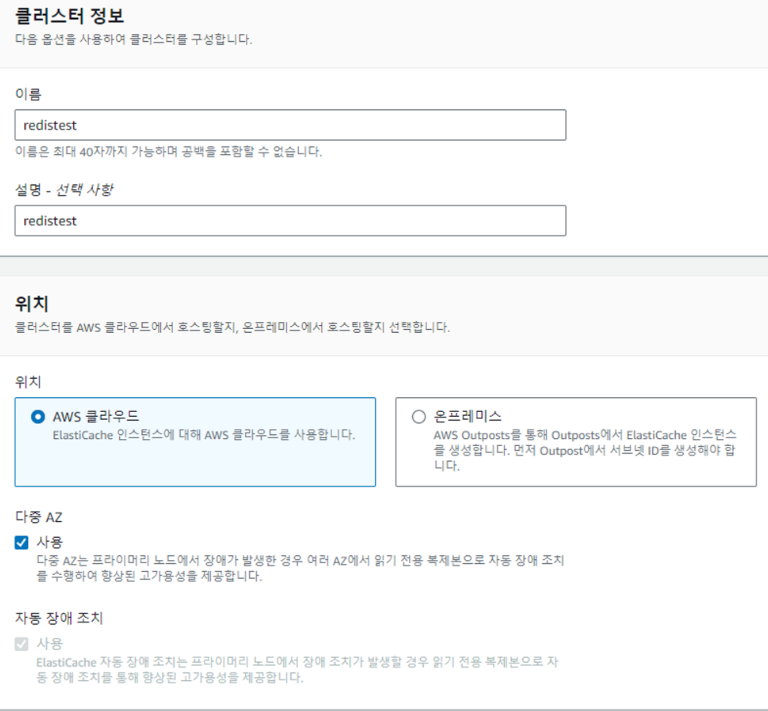 클러스터 정보
다음 옵션을 사용하여 클러스터를 구성합니다.
이름
redistest
이름은 최대 40자까지 가능하며 공백을 포함할 수 없습니다.
설명 - 선택 사항
redistest
위치
클러스터를 AWS 클라우드에서 호스팅할지, 온프레미스에서 호스팅할지 선택합니다.
위치
AWS 클라우드
ElastiCache 인스턴스에 대해 AWS 클라우드를 사용합니다.
온프레미스
AWS Outposts를 통해 Outposts에서 ElastiCache 인스턴스
를 생성합니다. 먼저 Outpost에서 서브넷 ID를 생성해야 합
니다.
다중 AZ
사용
다중 AZ는 프라이머리 노드에서 장애가 발생한 경우 여러 AZ에서 읽기 전용 복제본으로 자동 장애 조치
를 수행하여 향상된 고가용성을 제공합니다.
자동 장애 조치
사용
ElastiCache 자동 장애 조치는 프라이머리 노드에서 장애 조치가 발생할 경우 읽기 전용 복제본으로 자
동 장애 조치를 통해 향상된 고가용성을 제공합니다.